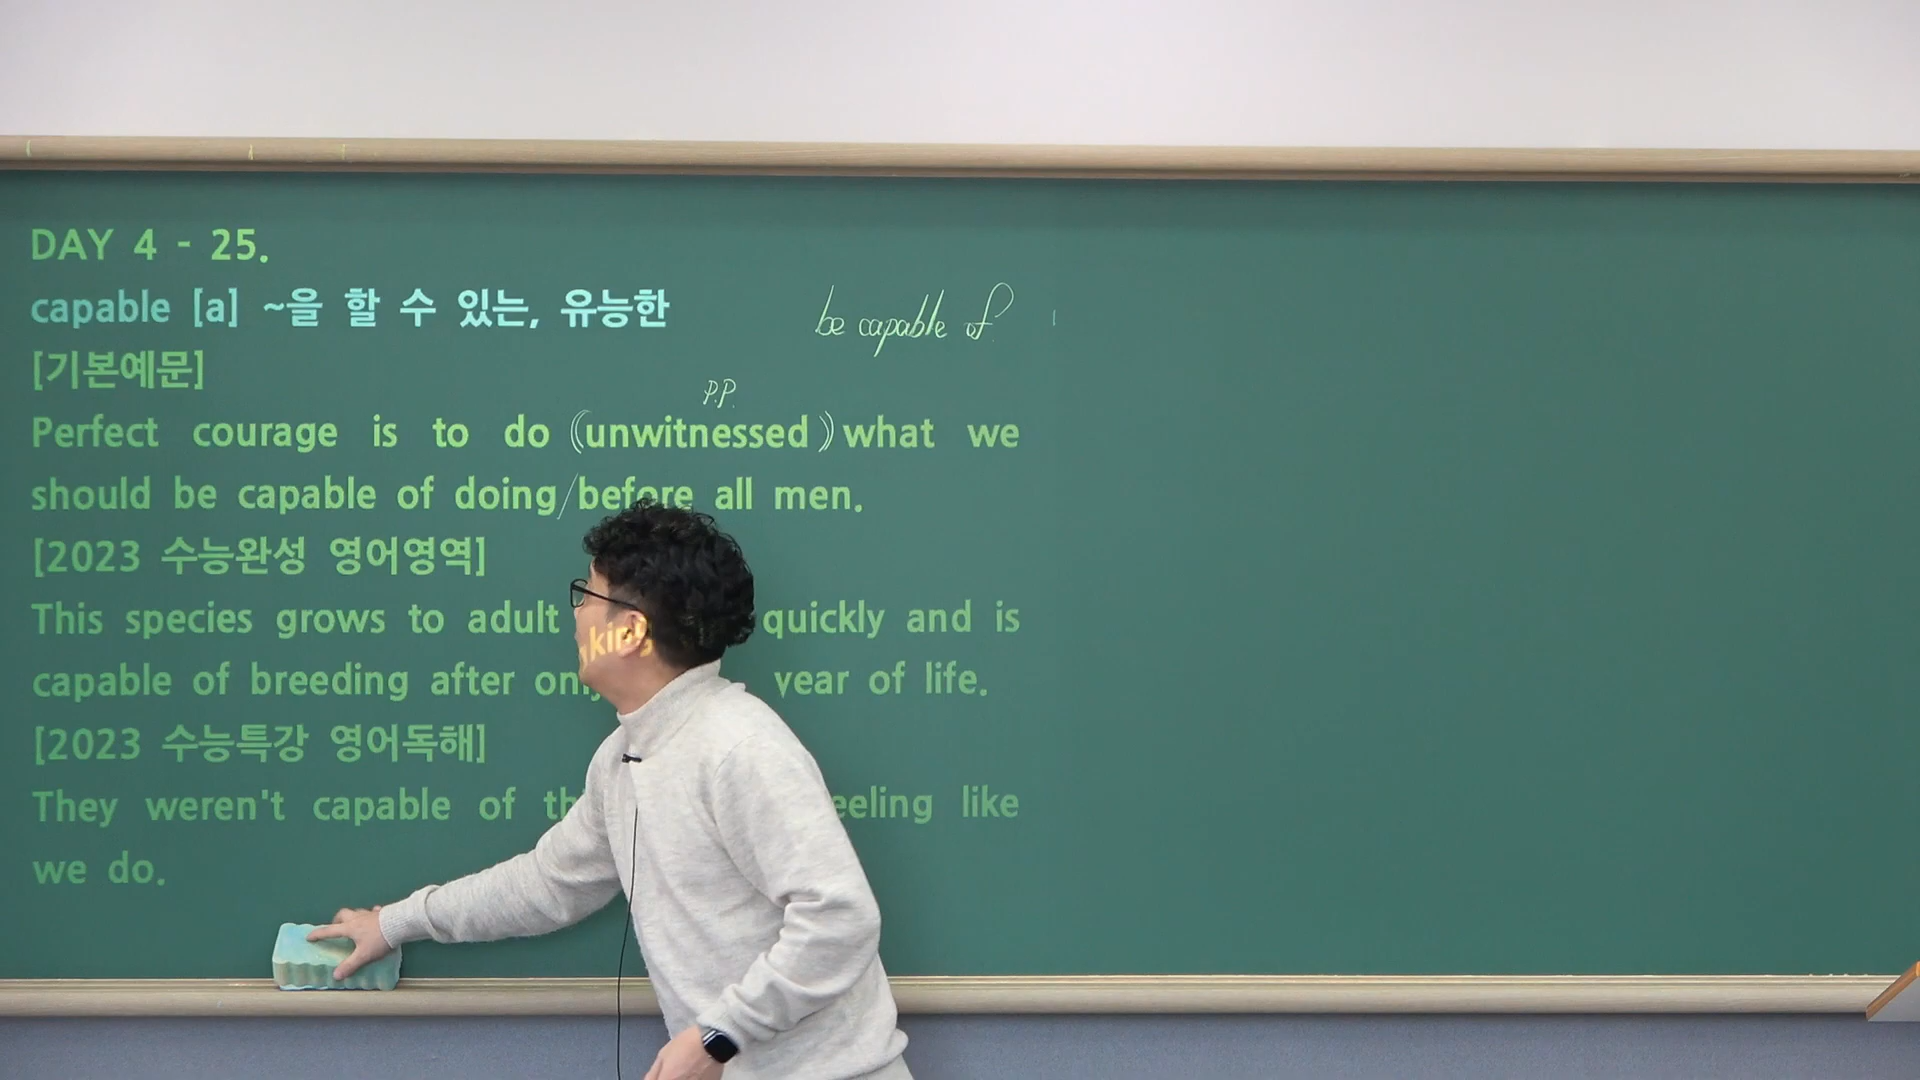 DAY 4 - 25.
capable [a] ~을 할 수 있는, 유능한
be capable of
[기본예문]
P.P.
Perfect courage is to do (unwitnessed) what we
should be capable of doing/before all men.
[2023 수능완성 영어영역]
This species grows to adult quickly and is
capable of breeding after year of life.
[2023 수능특강 영어독해]
They weren't capable of like
we do.